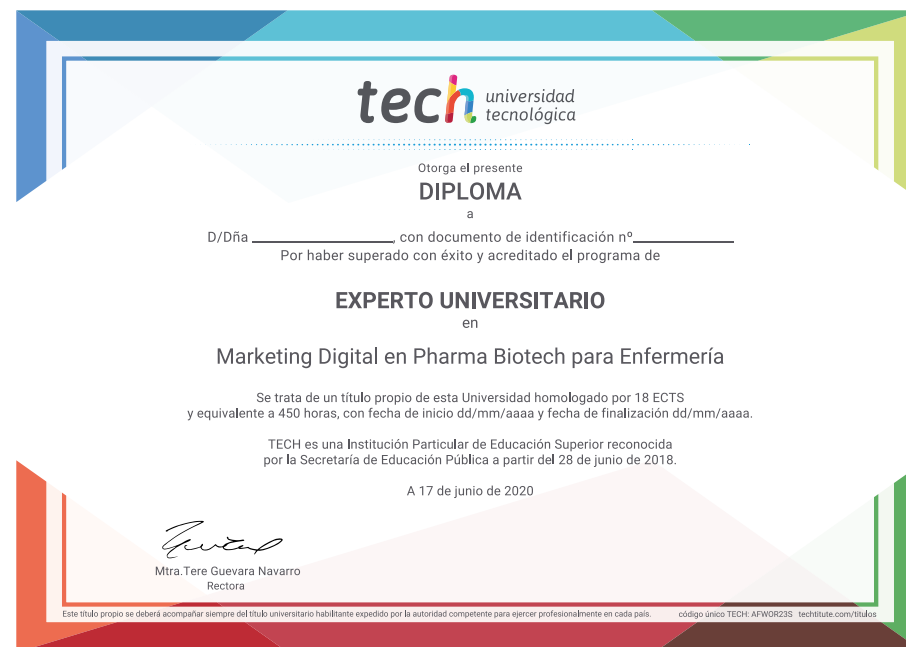 tech universidad
tecnológica
Otorga el presente
DIPLOMA
a
D/Dña ____________________, con documento de identificación nº______________
Por haber superado con éxito y acreditado el programa de
EXPERTO UNIVERSITARIO
en
Marketing Digital en Pharma Biotech para Enfermería
Se trata de un título propio de esta Universidad homologado por 18 ECTS
y equivalente a 450 horas, con fecha de inicio dd/mm/aaaa y fecha de finalización dd/mm/aaaa.
TECH es una Institución Particular de Educación Superior reconocida
por la Secretaría de Educación Pública a partir del 28 de junio de 2018.
A 17 de junio de 2020
Mtra.Tere Guevara Navarro
Rectora
Este título propio se deberá acompañar siempre del título universitario habilitante expedido por la autoridad competente para ejercer profesionalmente en cada país. código único TECH: AFWOR23S techtitute.com/titulos